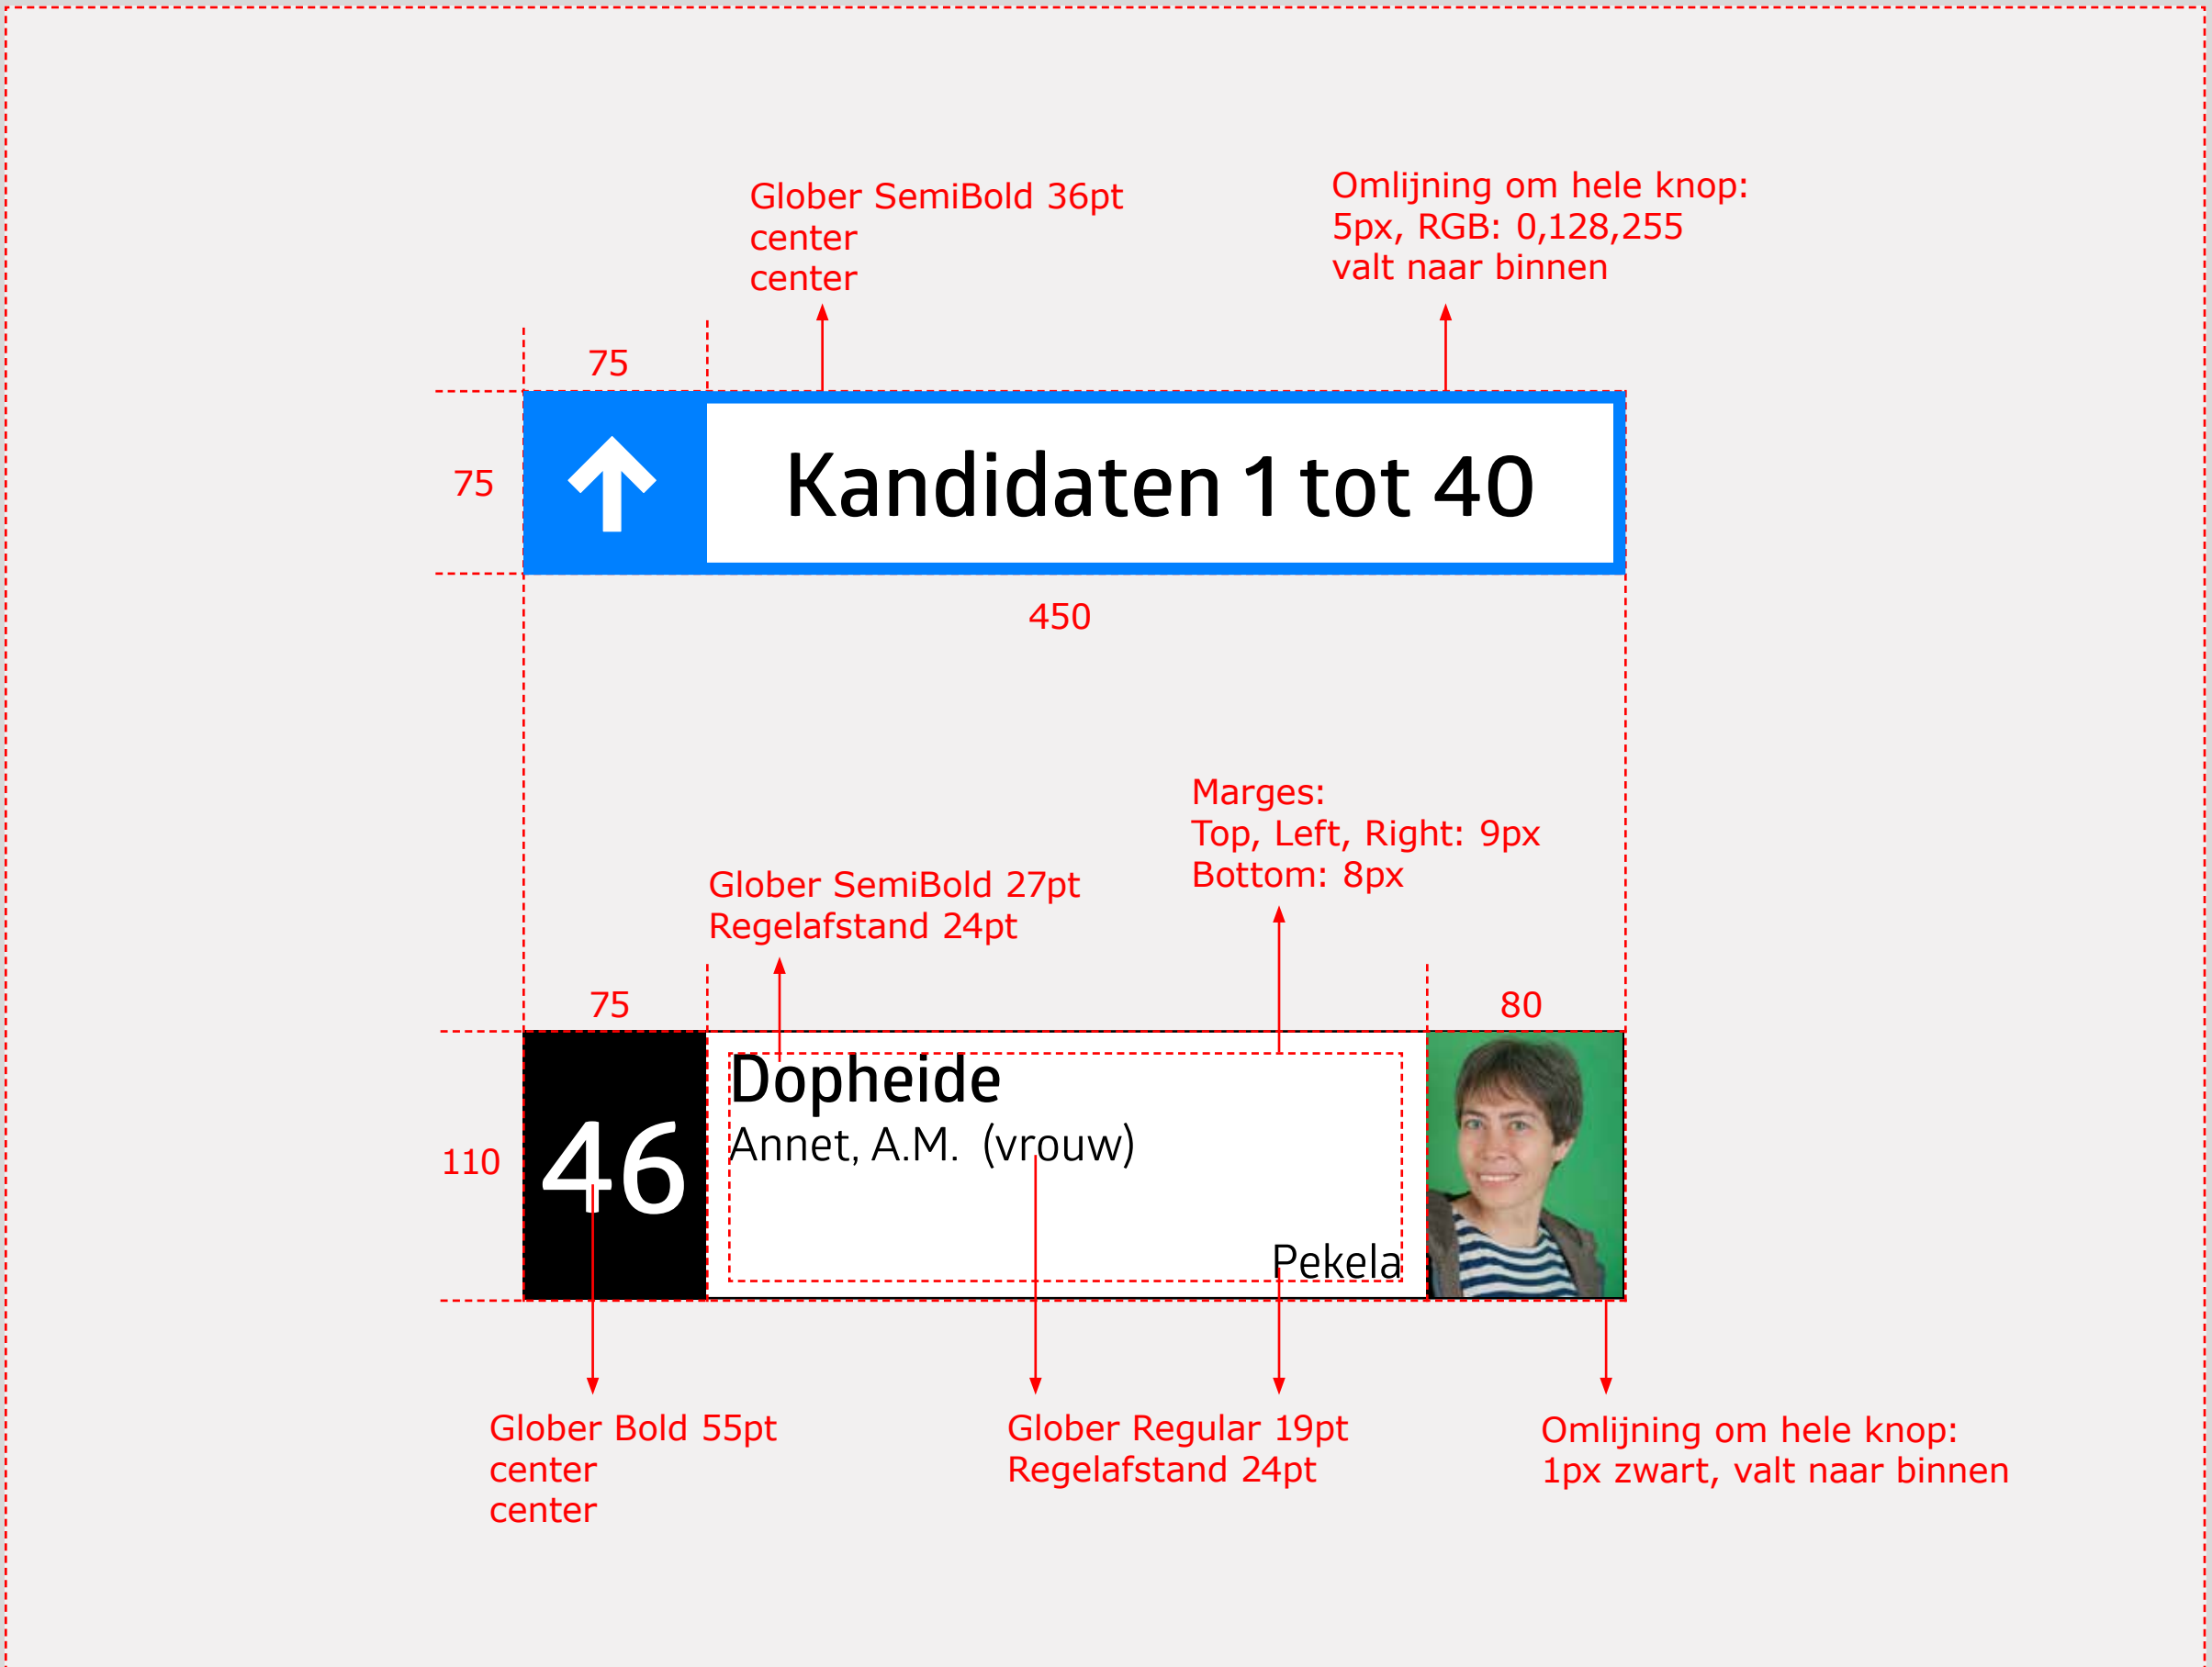 Glober SemiBold 36pt
center
center
Omlijning om hele knop:
5px, RGB: 0,128,255
valt naar binnen
75
75
Kandidaten 1 tot 40
450
Marges:
Top, Left, Right: 9px
Bottom: 8px
Glober SemiBold 27pt
Regelafstand 24pt
75
80
110
46
Dopheide
Annet, A.M. (vrouw)
Pekela
Glober Bold 55pt
center
center
Glober Regular 19pt
Regelafstand 24pt
Omlijning om hele knop:
1px zwart, valt naar binnen